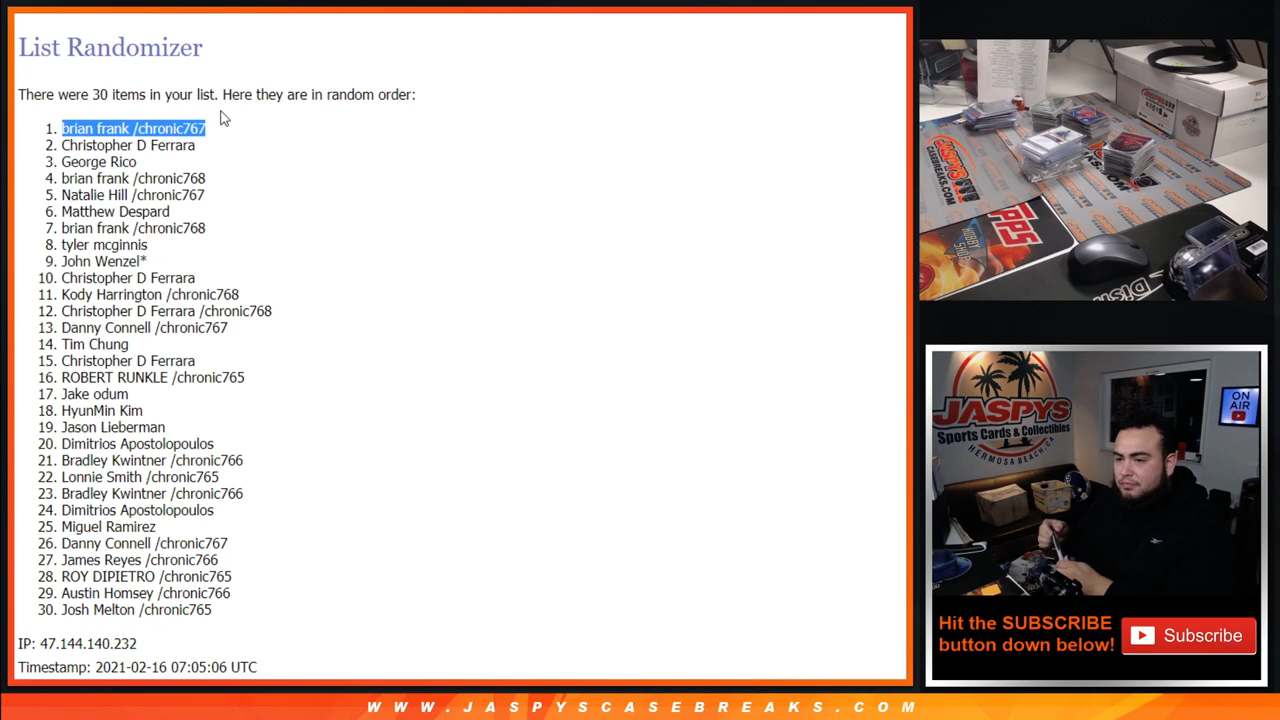 List Randomizer
There were 30 items in your list. Here they are in random order:
1. brian frank /chronic767
2. Christopher D Ferrara
3. George Rico
4. brian frank /chronic768
5. Natalie Hill /chronic767
6. Matthew Despard
7. brian frank /chronic768
8. tyler mcginnis
9. John Wenzel*
10. Christopher D Ferrara
11. Kody Harrington /chronic768
12. Christopher D Ferrara /chronic768
13. Danny Connell /chronic767
14. Tim Chung
15. Christopher D Ferrara
16. ROBERT RUNKLE /chronic765
17. Jake odum
18. HyunMin Kim
19. Jason Lieberman
20. Dimitrios Apostolopoulos
21. Bradley Kwintner /chronic766
22. Lonnie Smith /chronic765
23. Bradley Kwintner /chronic766
24. Dimitrios Apostolopoulos
25. Miguel Ramirez
26. Danny Connell /chronic767
27. James Reyes /chronic766
28. ROY DIPIETRO /chronic765
29. Austin Homsey /chronic766
30. Josh Melton /chronic765
IP: 47.144.140.232
Timestamp: 2021-02-16 07:05:06 UTC
JASPYS
CASEBREAKS.COM
HOBBY
SHOP
JASPYS
Sports Cards & Collectibles
HERMOSA BEACH, CA
ON
AIR
Hit the SUBSCRIBE
button down below!
Subscribe
WWW.JASPYSCASEBREAKS.COM